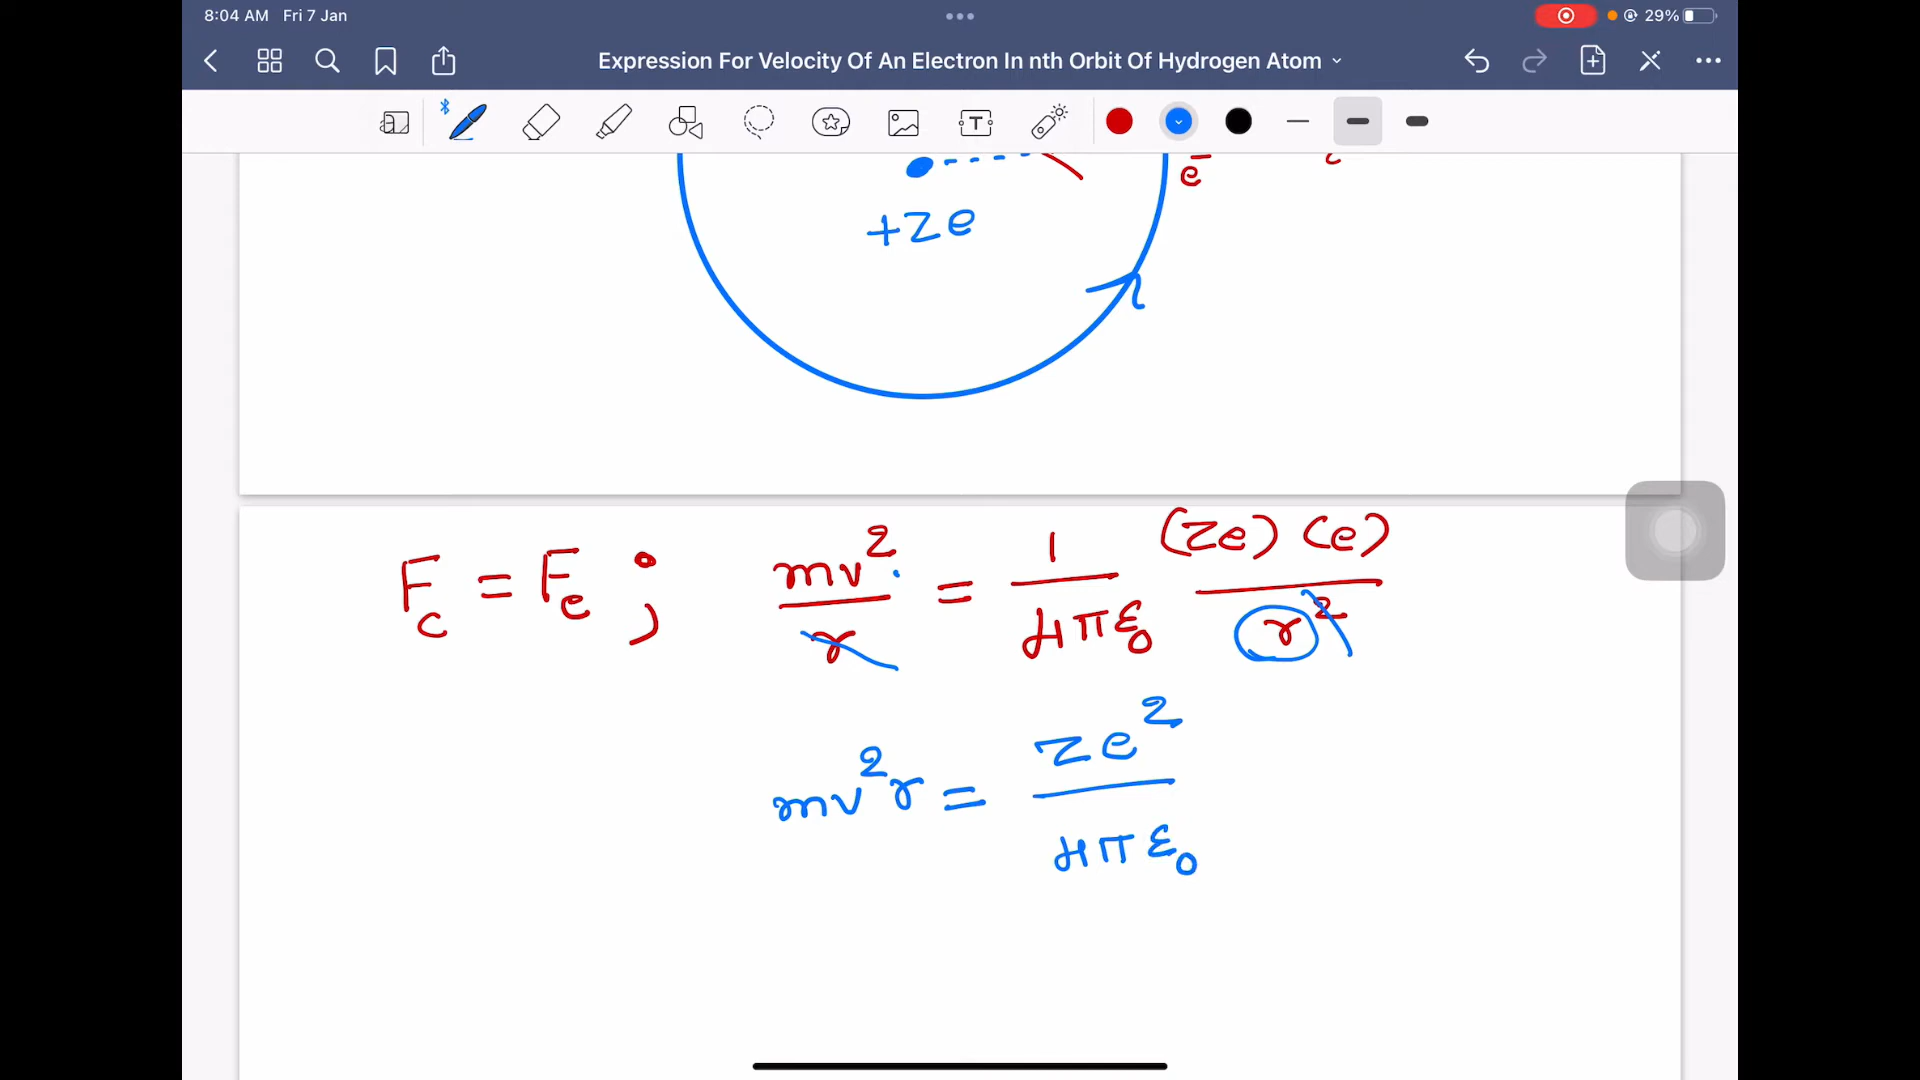 8:04 AM Fri 7 Jan
29%
Expression For Velocity Of An Electron In nth Orbit Of Hydrogen Atom
T
e⁻
+Ze
F_c = F_e ; mv²/r = 1/4πε₀ (Ze)(e)/r²
mv²r = Ze²/4πε₀